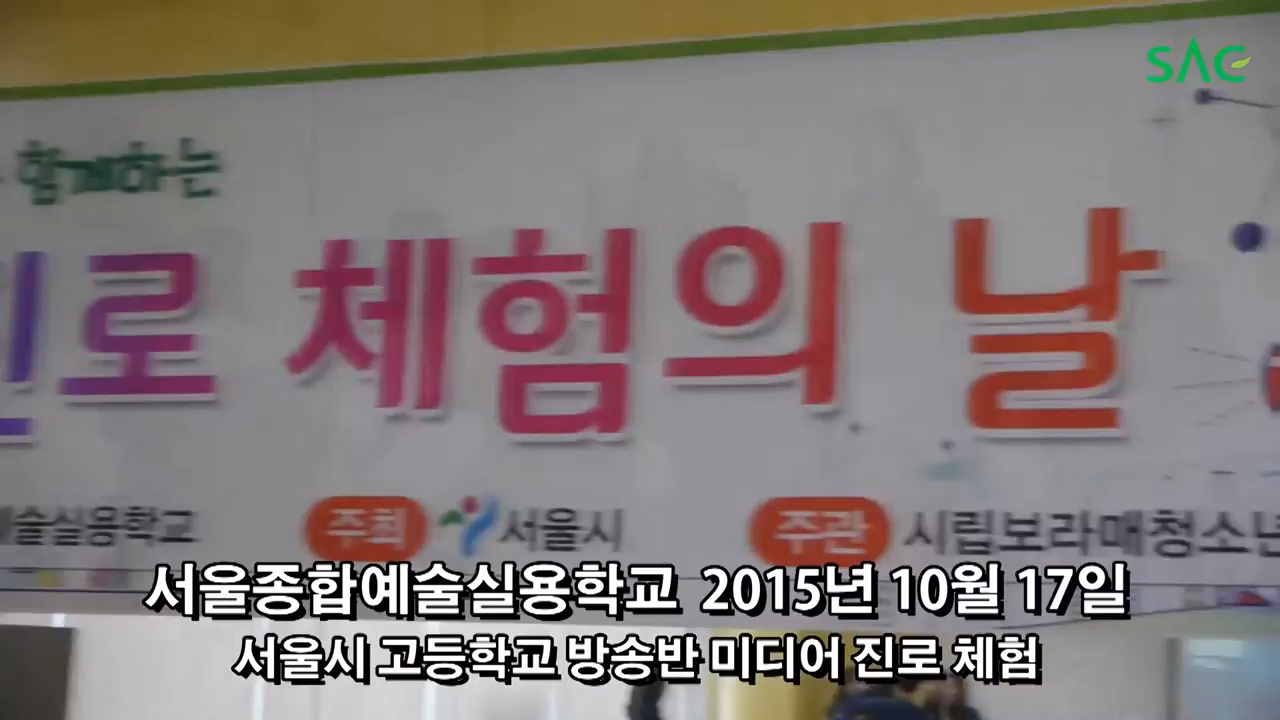 SAC
함께하는
진로 체험의 날
예술실용학교 주최 서울시 주관 시립보라매청소년
서울종합예술실용학교 2015년 10월 17일
서울시 고등학교 방송반 미디어 진로 체험